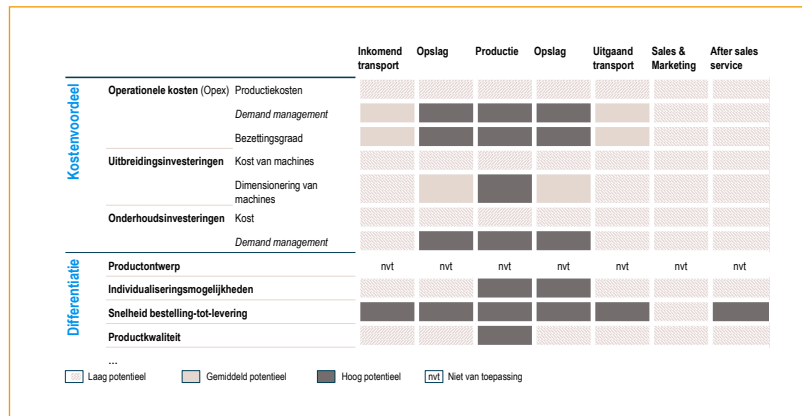 Inkomend transport Opslag Productie Opslag Uitgaand transport Sales & Marketing After sales service
Kostenvoordeel
Operationele kosten (Opex) Productiekosten
Demand management
Bezettingsgraad
Uitbreidingsinvesteringen Kost van machines
Dimensionering van
machines
Onderhoudsinvesteringen Kost
Demand management
Differentiatie
Productontwerp nvt nvt nvt nvt nvt nvt nvt
Individualiseringsmogelijkheden
Snelheid bestelling-tot-levering
Productkwaliteit
...
Laag potentieel Gemiddeld potentieel Hoog potentieel nvt Niet van toepassing